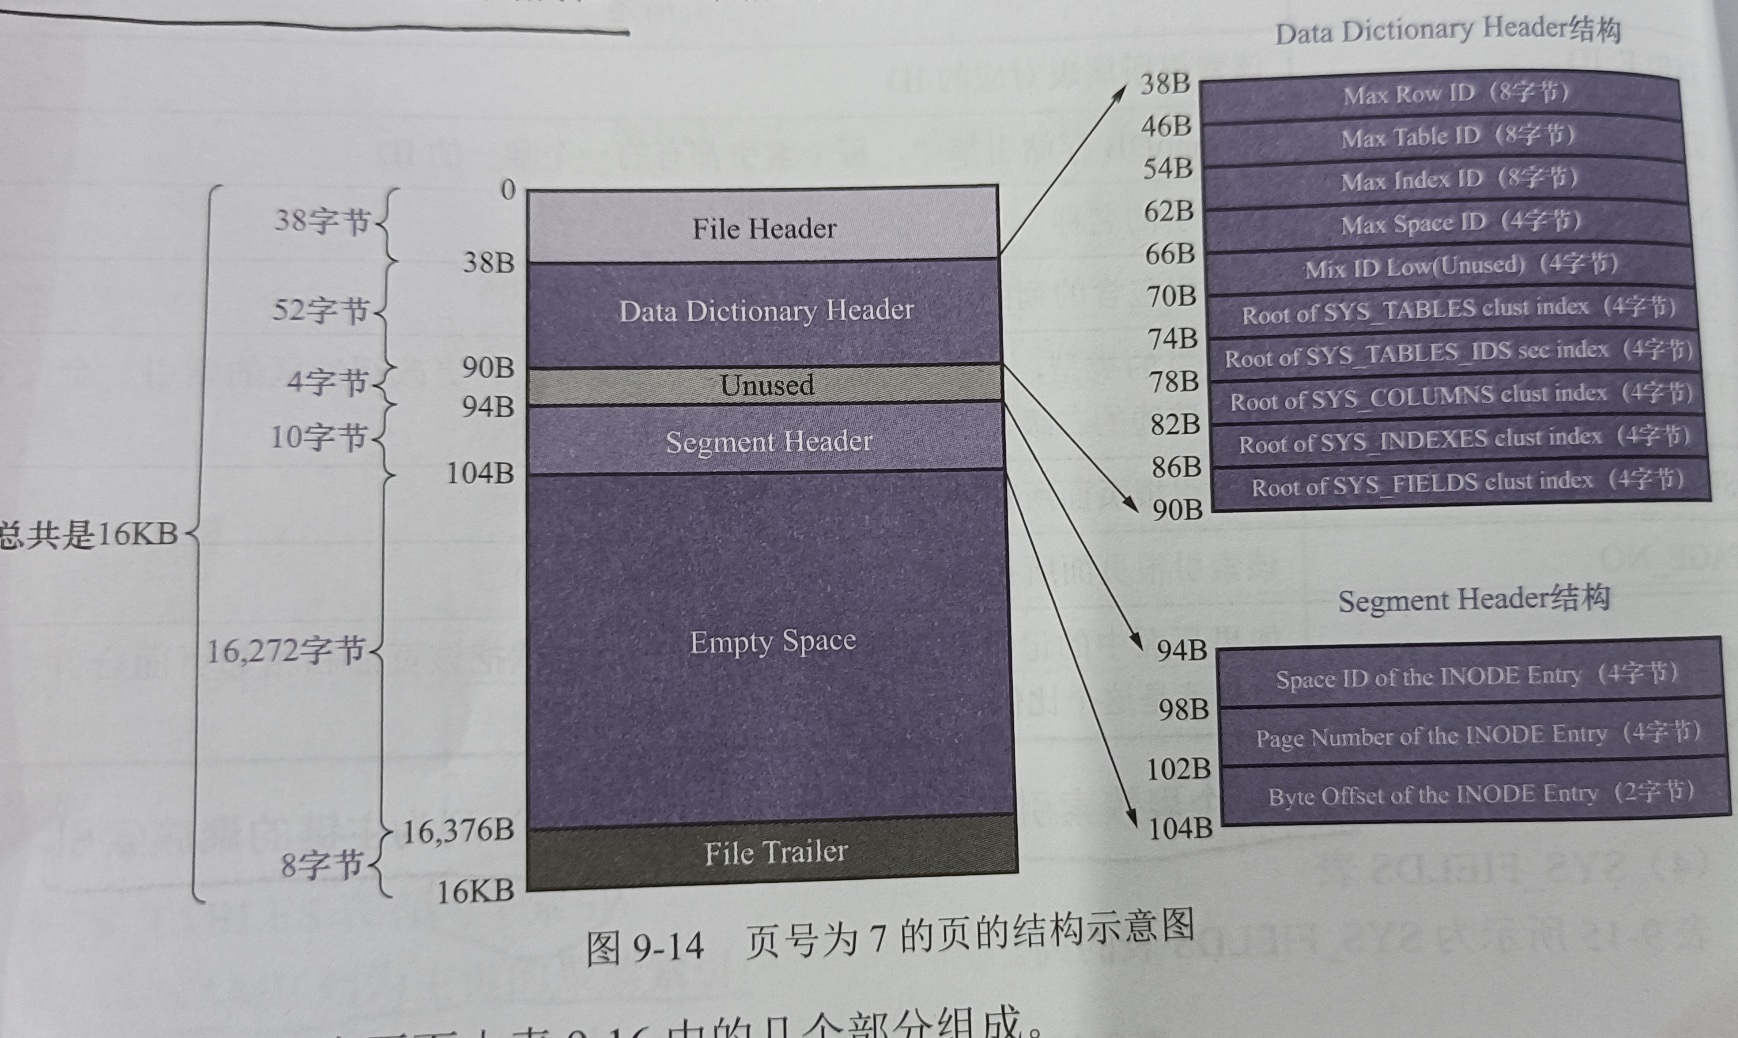 总共是16KB
38字节
52字节
4字节
10字节
16,272字节
8字节
0
38B
90B
94B
104B
16,376B
16KB
File Header
Data Dictionary Header
Unused
Segment Header
Empty Space
File Trailer
Data Dictionary Header结构
38B
Max Row ID（8字节）
46B
Max Table ID（8字节）
54B
Max Index ID（8字节）
62B
Max Space ID（4字节）
66B
Mix ID Low(Unused)（4字节）
70B
Root of SYS_TABLES clust index（4字节）
74B
Root of SYS_TABLES_IDS sec index（4字节）
78B
Root of SYS_COLUMNS clust index（4字节）
82B
Root of SYS_INDEXES clust index（4字节）
86B
Root of SYS_FIELDS clust index（4字节）
90B
Segment Header结构
94B
Space ID of the INODE Entry（4字节）
98B
Page Number of the INODE Entry（4字节）
102B
Byte Offset of the INODE Entry（2字节）
104B
图 9-14 页号为 7 的页的结构示意图
9-16 中的几个部分组成。